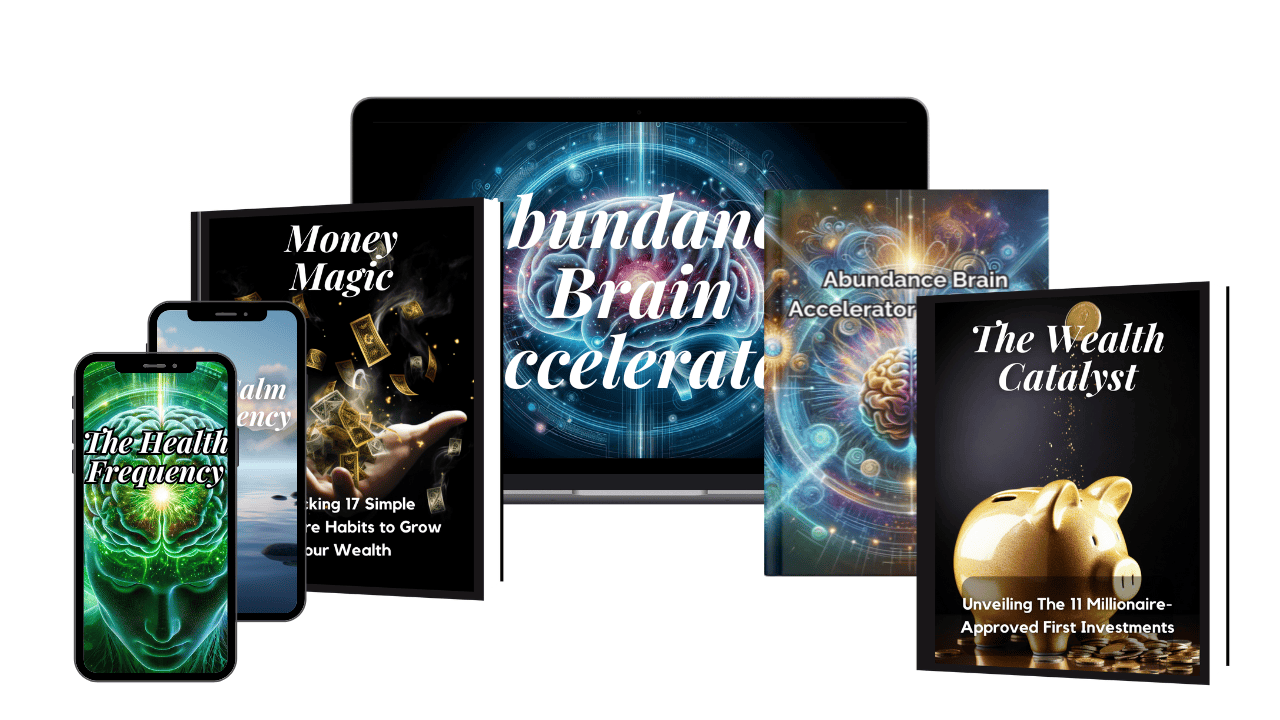 Money
Magic
cking 17 Simple
re Habits to Grow
our Wealth
bundanc
Brain
ccelerato
Abundance Brain
Accelerator
The Wealth
Catalyst
Unveiling The 11 Millionaire-
Approved First Investments
alm
ency
The Health
Frequency